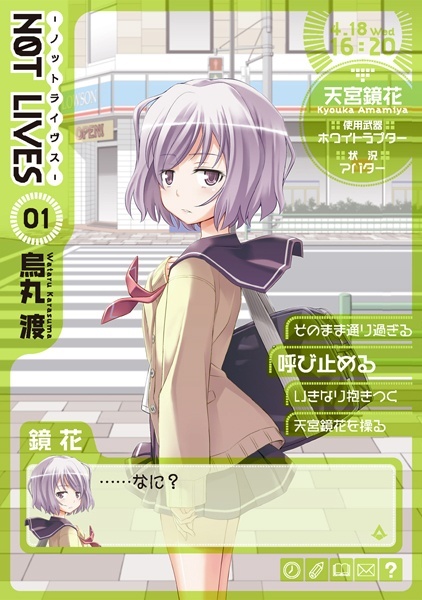 -ノットライヴス-
NOT LIVES
01
烏丸 渡
Wataru Karasuma
4.18 Wed
16:20
天宮鏡花
Kyouka Amamiya
使用武器
ホワイトラプター
状況
アバター
OPEN
そのまま通り過ぎる
呼び止める
いきなり抱きつく
天宮鏡花を操る
鏡花
……なに？
?